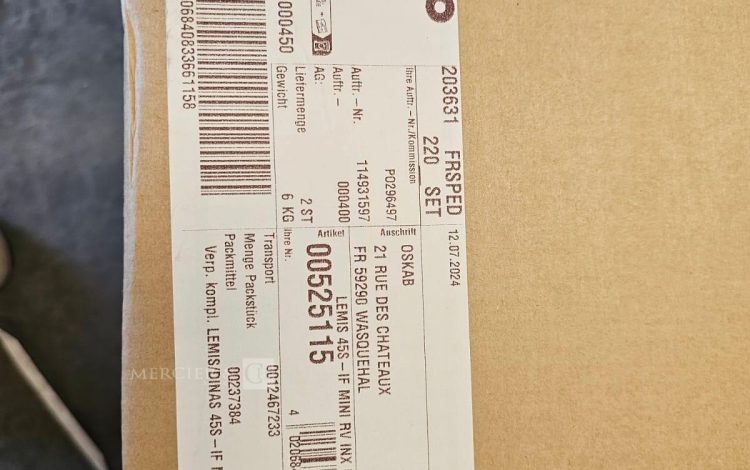 203631 FRSPED 12.07.2024
220 SET
Ihre Auftr. – Nr./Kommission P0296497
Anschrift OSKAB
21 RUE DES CHATEAUX
FR 59290 WASQUEHAL
Auftr. – Nr. 114931597
Auftr. – 000400
AG:
Artikel LEMIS 45S – IF MINI RV INX
00525115
Liefermenge 2 ST
Gewicht 6 KG
Ihre Nr.
000450
Transport 0012467233
Menge Packstück
Packmittel 00237384
Verp. kompl. LEMIS/DINAS 45S – IF
06840833661158
MERCIE